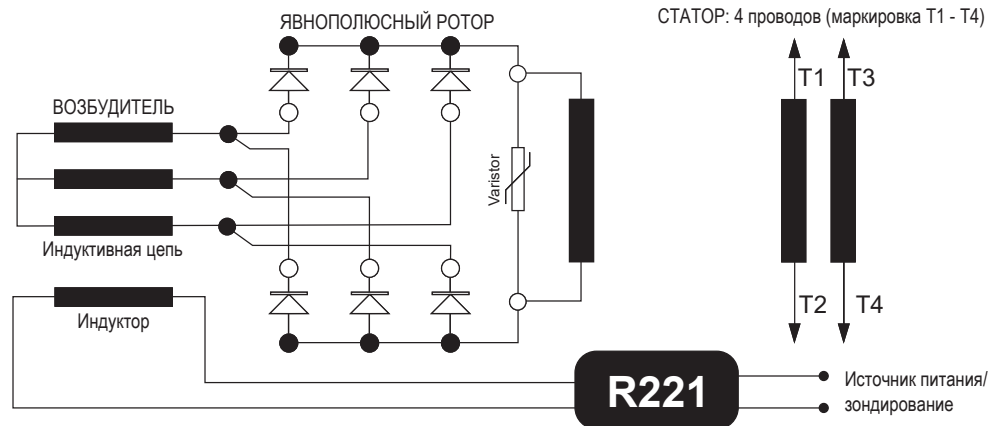 СТАТОР: 4 проводов (маркировка T1 - T4)
ЯВНОПОЛЮСНЫЙ РОТОР
T1
T3
ВОЗБУДИТЕЛЬ
Varistor
Индуктивная цепь
Индуктор
T2
T4
R221
Источник питания/
зондирование